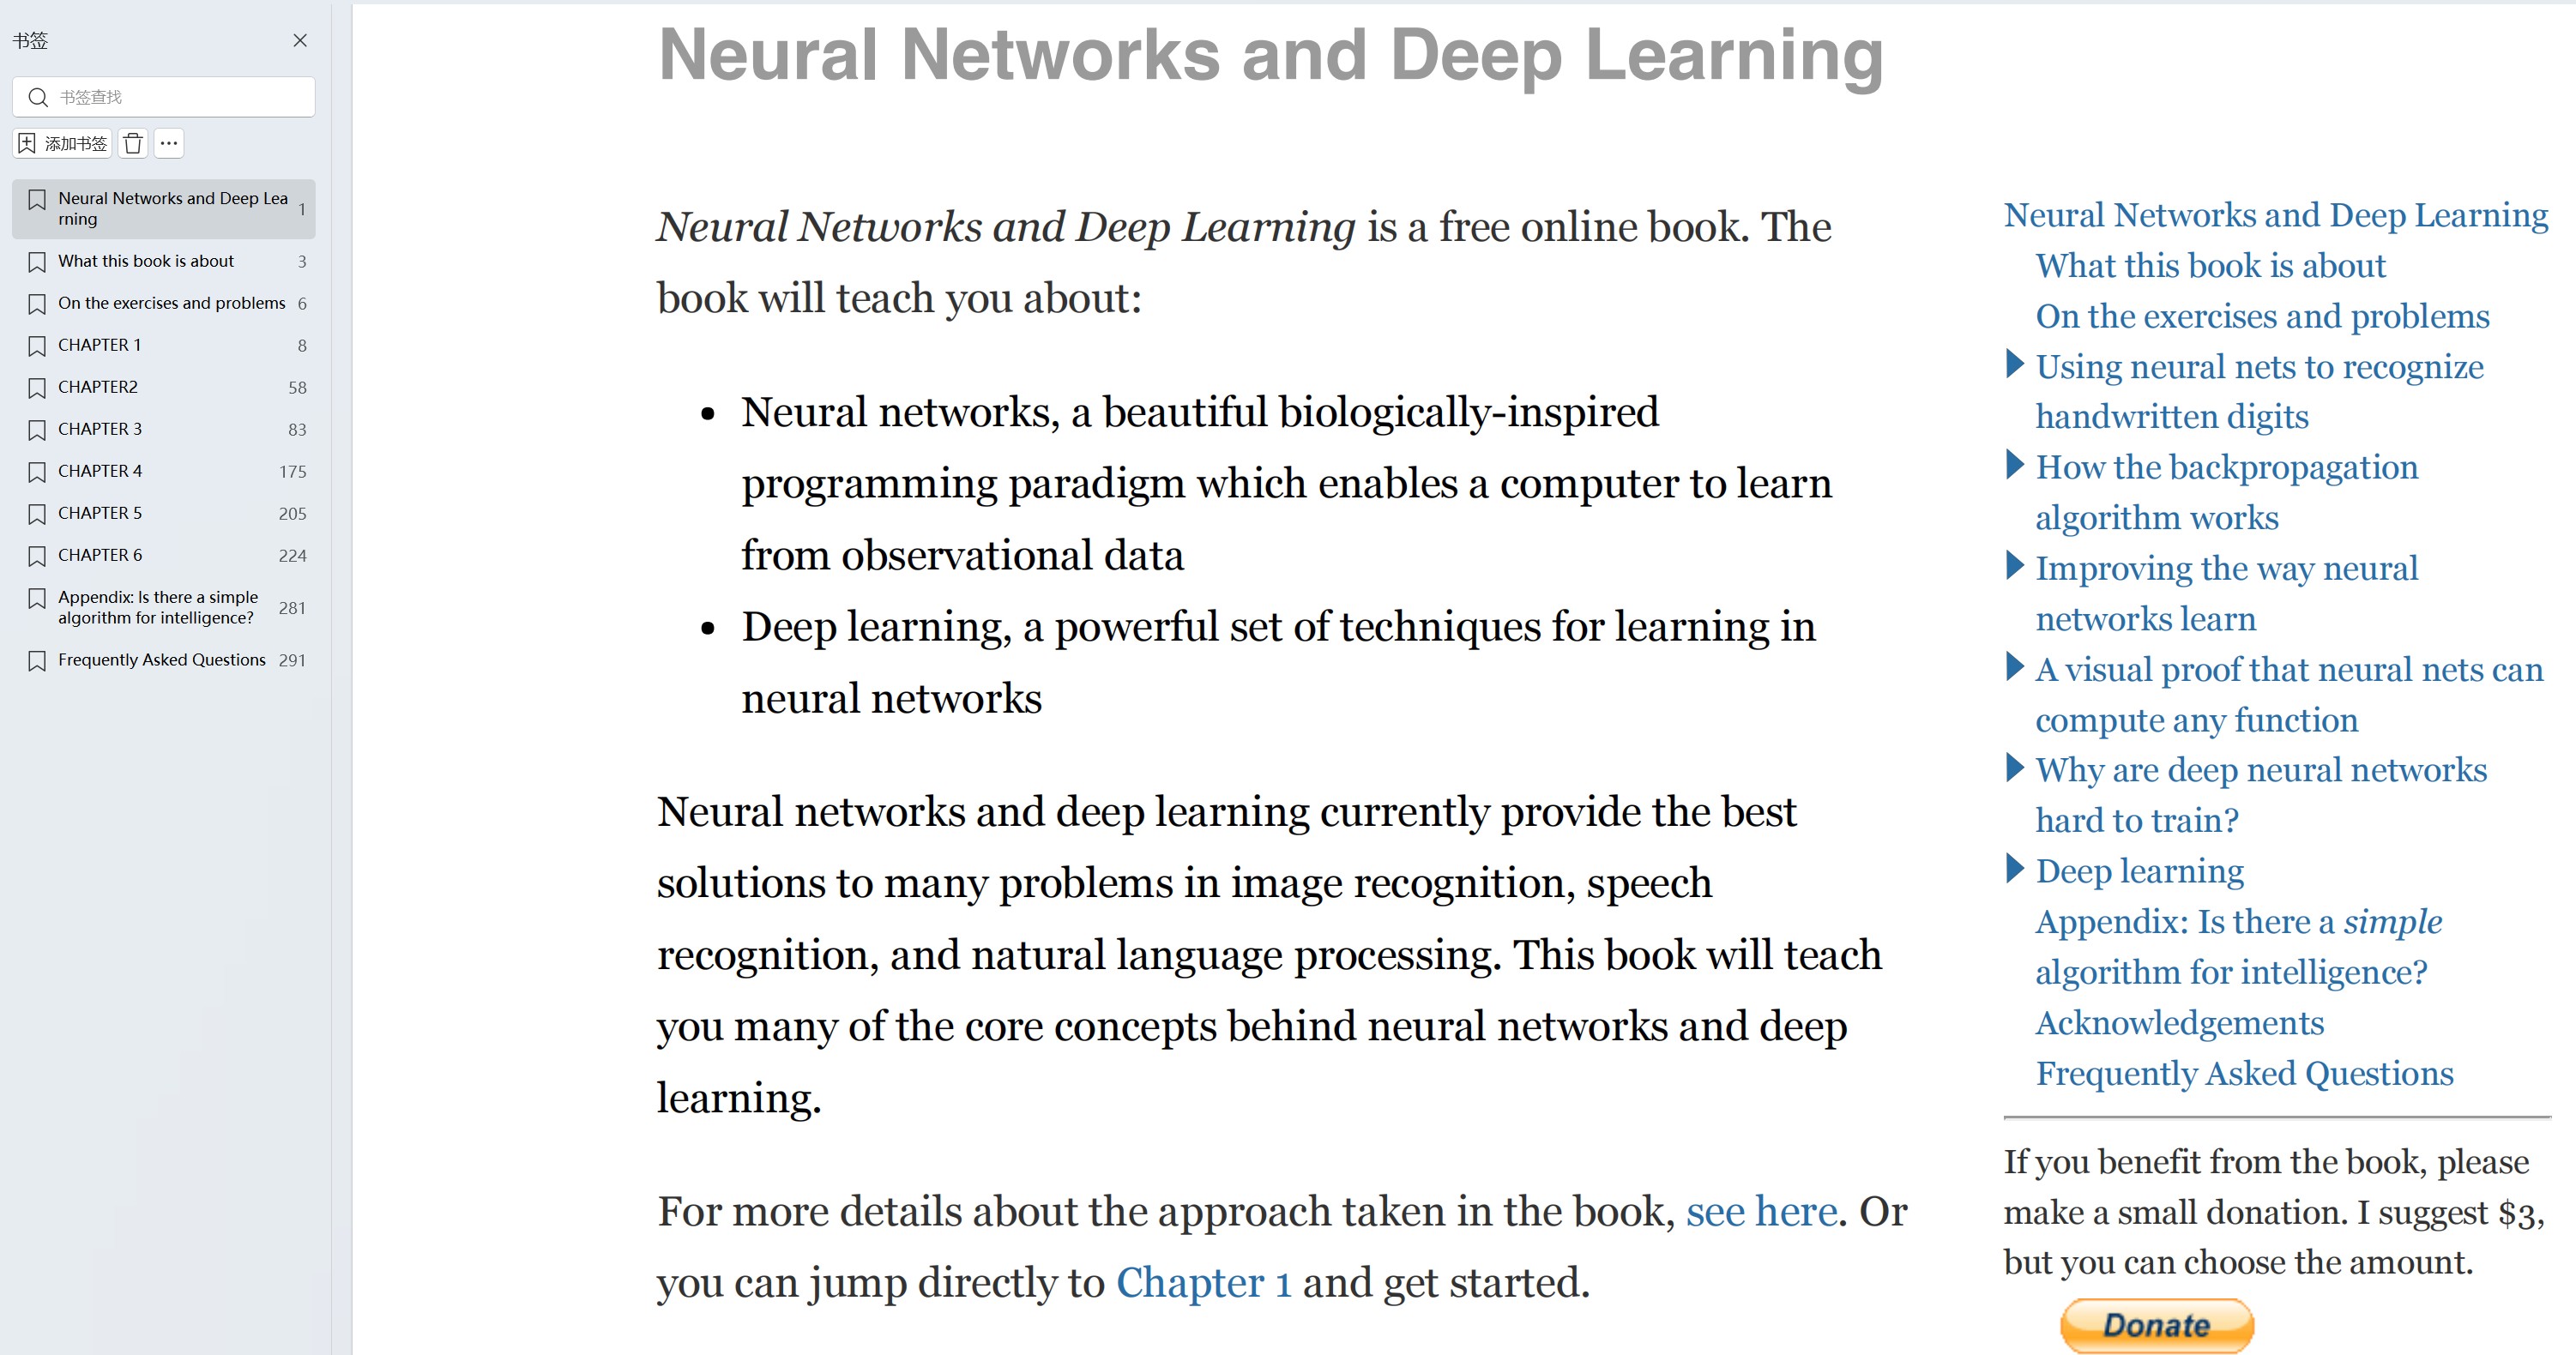 书签
书签查找
添加书签
Neural Networks and Deep Lea
rning
1
What this book is about 3
On the exercises and problems 6
CHAPTER 1 8
CHAPTER2 58
CHAPTER 3 83
CHAPTER 4 175
CHAPTER 5 205
CHAPTER 6 224
Appendix: Is there a simple
algorithm for intelligence?
281
Frequently Asked Questions 291
Neural Networks and Deep Learning
Neural Networks and Deep Learning is a free online book. The
book will teach you about:
• Neural networks, a beautiful biologically-inspired
programming paradigm which enables a computer to learn
from observational data
• Deep learning, a powerful set of techniques for learning in
neural networks
Neural networks and deep learning currently provide the best
solutions to many problems in image recognition, speech
recognition, and natural language processing. This book will teach
you many of the core concepts behind neural networks and deep
learning.
For more details about the approach taken in the book, see here. Or
you can jump directly to Chapter 1 and get started.
Neural Networks and Deep Learning
What this book is about
On the exercises and problems
Using neural nets to recognize
handwritten digits
How the backpropagation
algorithm works
Improving the way neural
networks learn
A visual proof that neural nets can
compute any function
Why are deep neural networks
hard to train?
Deep learning
Appendix: Is there a simple
algorithm for intelligence?
Acknowledgements
Frequently Asked Questions
If you benefit from the book, please
make a small donation. I suggest $3,
but you can choose the amount.
Donate